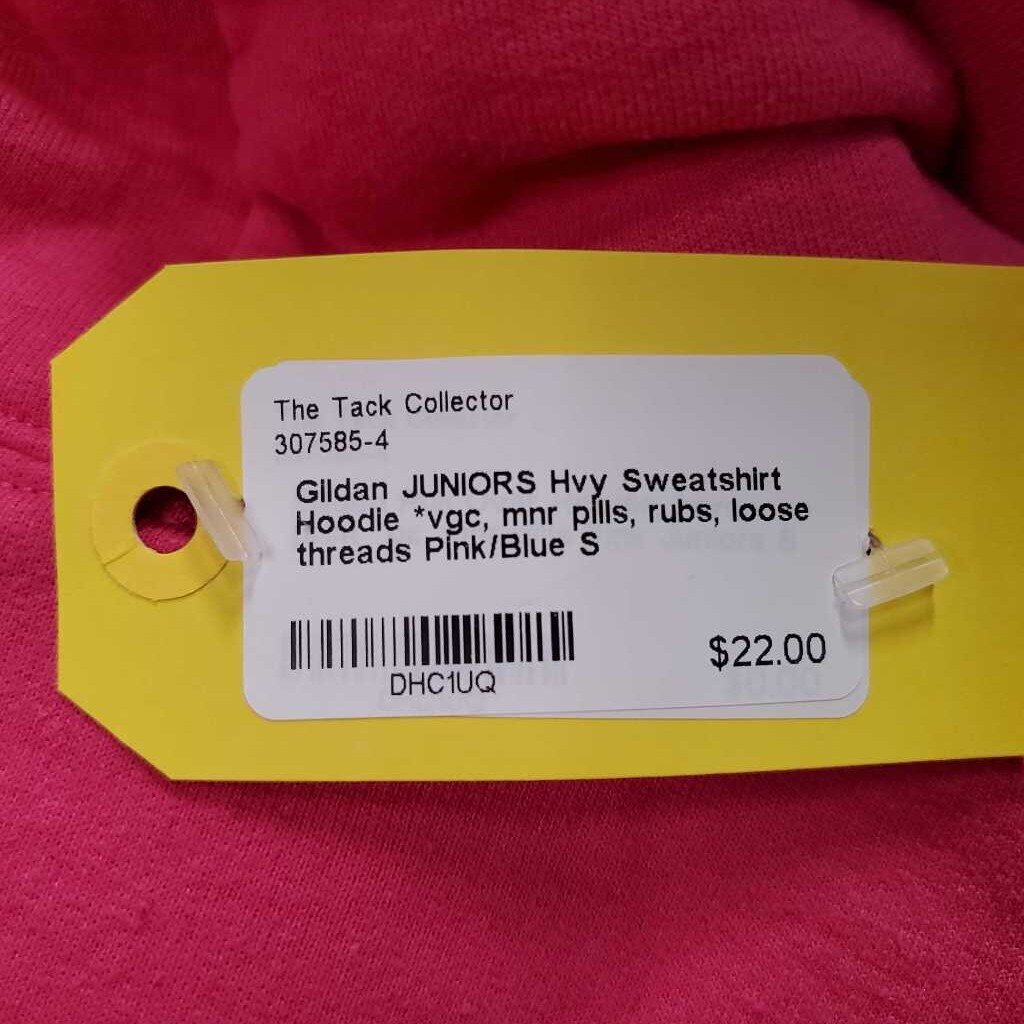 The Tack Collector
307585-4
Gildan JUNIORS Hvy Sweatshirt
Hoodie *vgc, mnr pills, rubs, loose
threads Pink/Blue S
DHC1UQ
$22.00